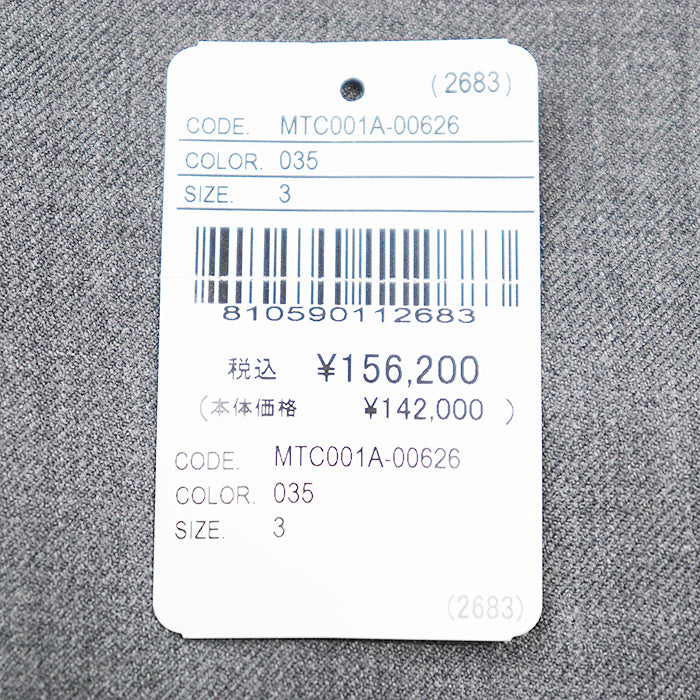 (2683)
CODE. MTC001A-00626
COLOR. 035
SIZE. 3
810590112683
税込 ¥156,200
(本体価格 ¥142,000 )
CODE. MTC001A-00626
COLOR. 035
SIZE. 3
(2683)